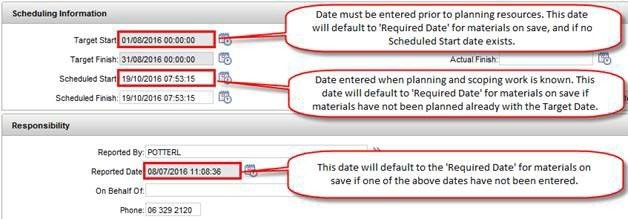 Scheduling Information
Date must be entered prior to planning resources. This date
will default to 'Required Date' for materials on save, and if no
Scheduled Start date exists.
Target Start: 01/08/2016 00:00:00
Target Finish: 31/08/2016 00:00:00
Actual Finish:
Scheduled Start: 19/10/2016 07:53:15
Scheduled Finish: 19/10/2016 07:53:15
Date entered when planning and scoping work is known. This
date will default to 'Required Date' for materials on save if
materials have not been planned already with the Target Date.
Responsibility
Reported By: POTTERL
Reported Date: 08/07/2016 11:08:36
On Behalf Of:
Phone: 06 329 2120
This date will default to the 'Required Date' for materials on
save if one of the above dates have not been entered.